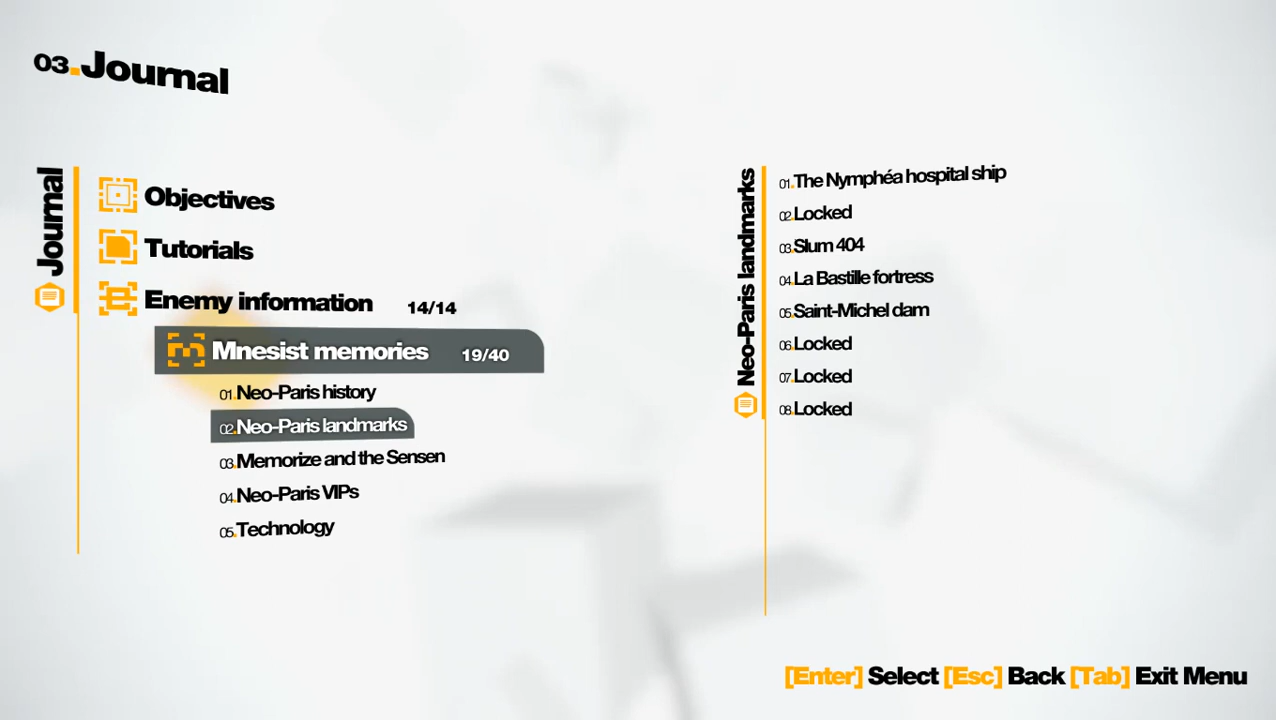 03.Journal
Journal
Objectives
Tutorials
Enemy information 14/14
Mnesist memories 19/40
01.Neo-Paris history
02.Neo-Paris landmarks
03.Memorize and the Sensen
04.Neo-Paris VIPs
05.Technology
Neo-Paris landmarks
01.The Nymphéa hospital ship
02.Locked
03.Slum 404
04.La Bastille fortress
05.Saint-Michel dam
06.Locked
07.Locked
08.Locked
[Enter] Select [Esc] Back [Tab] Exit Menu